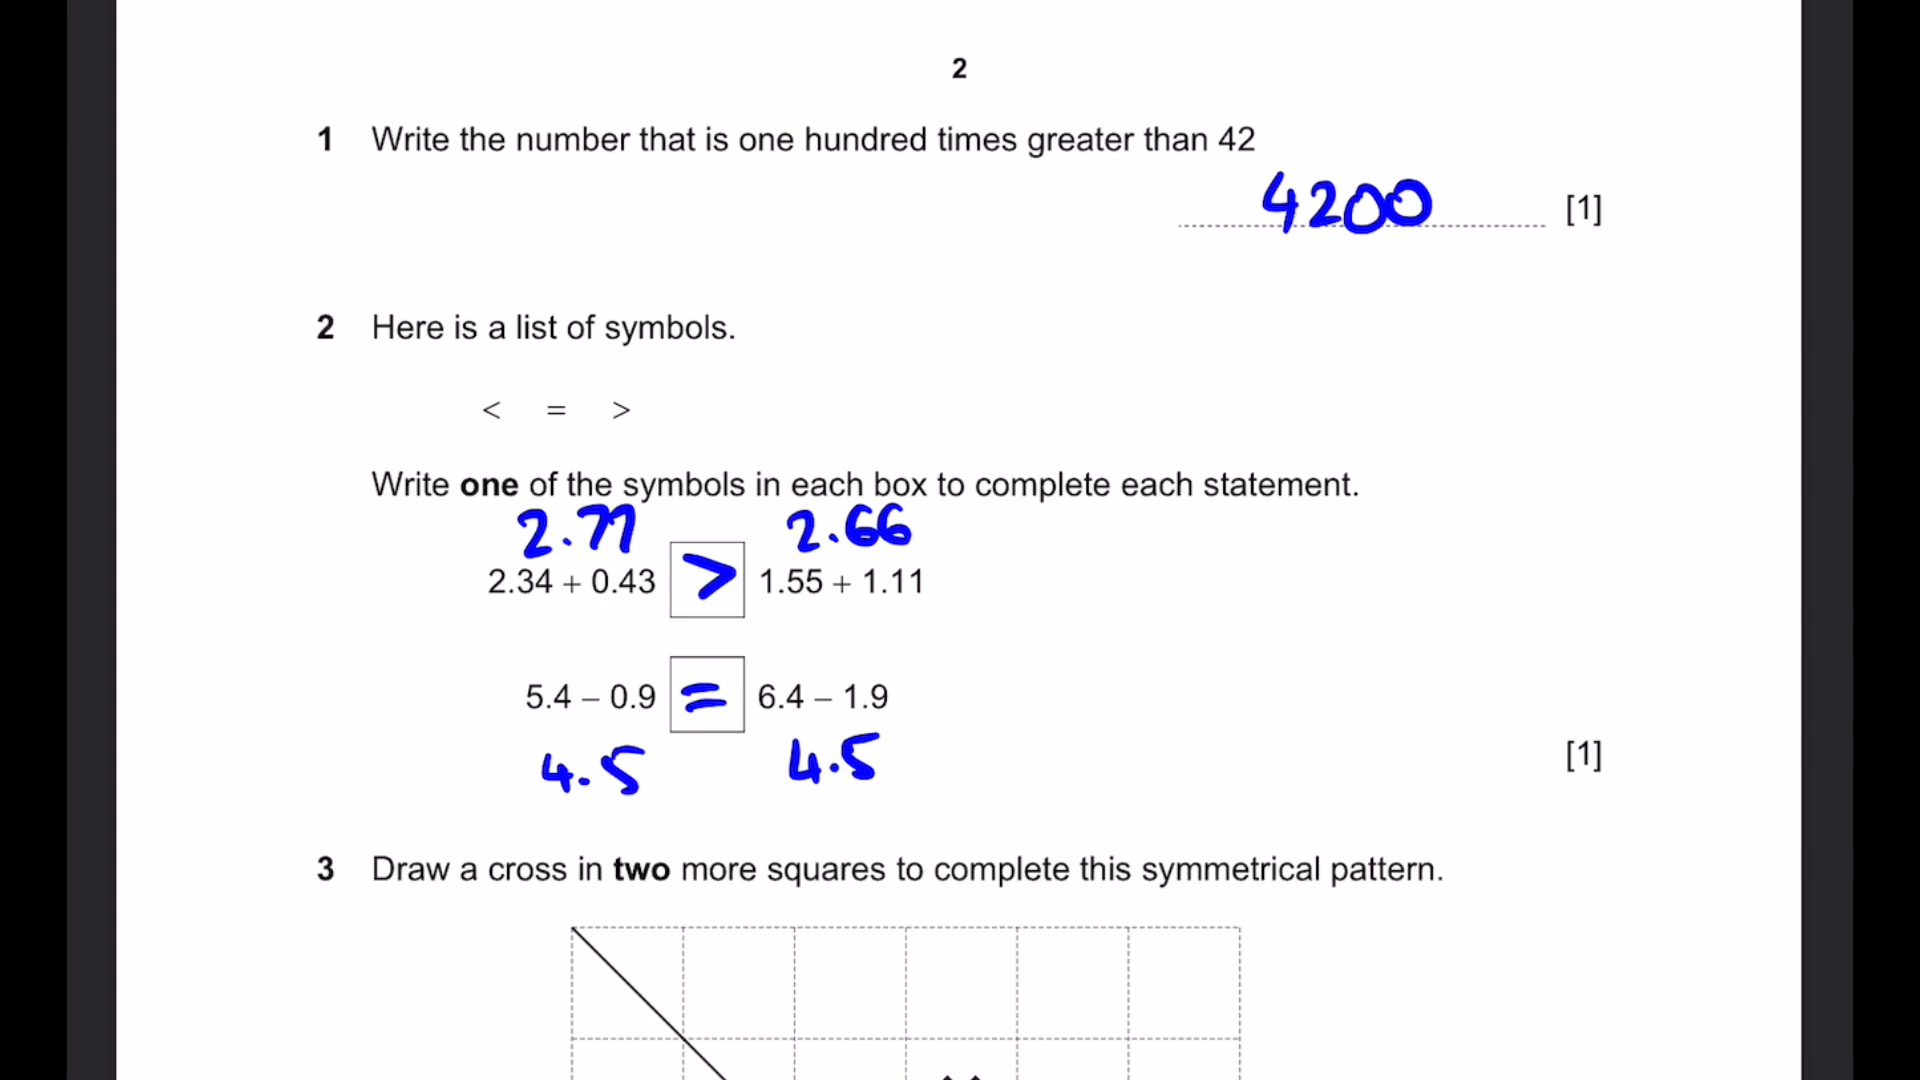 2
1 Write the number that is one hundred times greater than 42
4200 [1]
2 Here is a list of symbols.
< = >
Write one of the symbols in each box to complete each statement.
2.77 2.66
2.34 + 0.43 > 1.55 + 1.11
5.4 – 0.9 = 6.4 – 1.9
4.5 4.5 [1]
3 Draw a cross in two more squares to complete this symmetrical pattern.